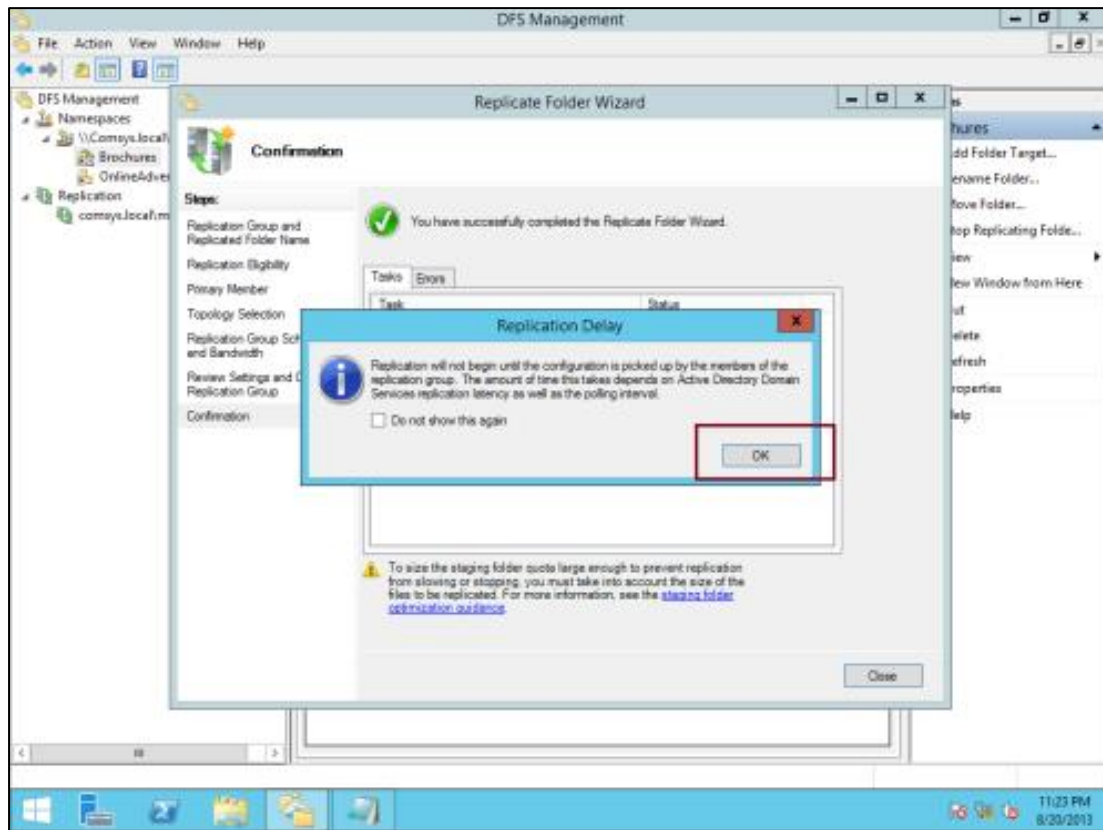 DFS Management
File Action View Window Help
DFS Management
Namespaces
\\Comsys.local\
Brochures
OnlineAdver
Replication
comsys.local\m
Replicate Folder Wizard
Confirmation
Steps:
Replication Group and
Replicated Folder Name
Replication Eligibility
Primary Member
Topology Selection
Replication Group Sch
and Bandwidth
Review Settings and C
Replication Group
Confirmation
You have successfully completed the Replicate Folder Wizard.
Tasks Errors
Task Status
Replication Delay
Replication will not begin until the configuration is picked up by the members of the
replication group. The amount of time this takes depends on Active Directory Domain
Services replication latency as well as the polling interval.
Do not show this again
OK
To size the staging folder quota large enough to prevent replication
from slowing or stopping, you must take into account the size of the
files to be replicated. For more information, see the staging folder
optimization guidance.
Close
ns
hures
dd Folder Target...
ename Folder...
Move Folder...
top Replicating Folde...
iew
New Window from Here
ut
elete
efresh
roperties
elp
11:23 PM
8/20/2013